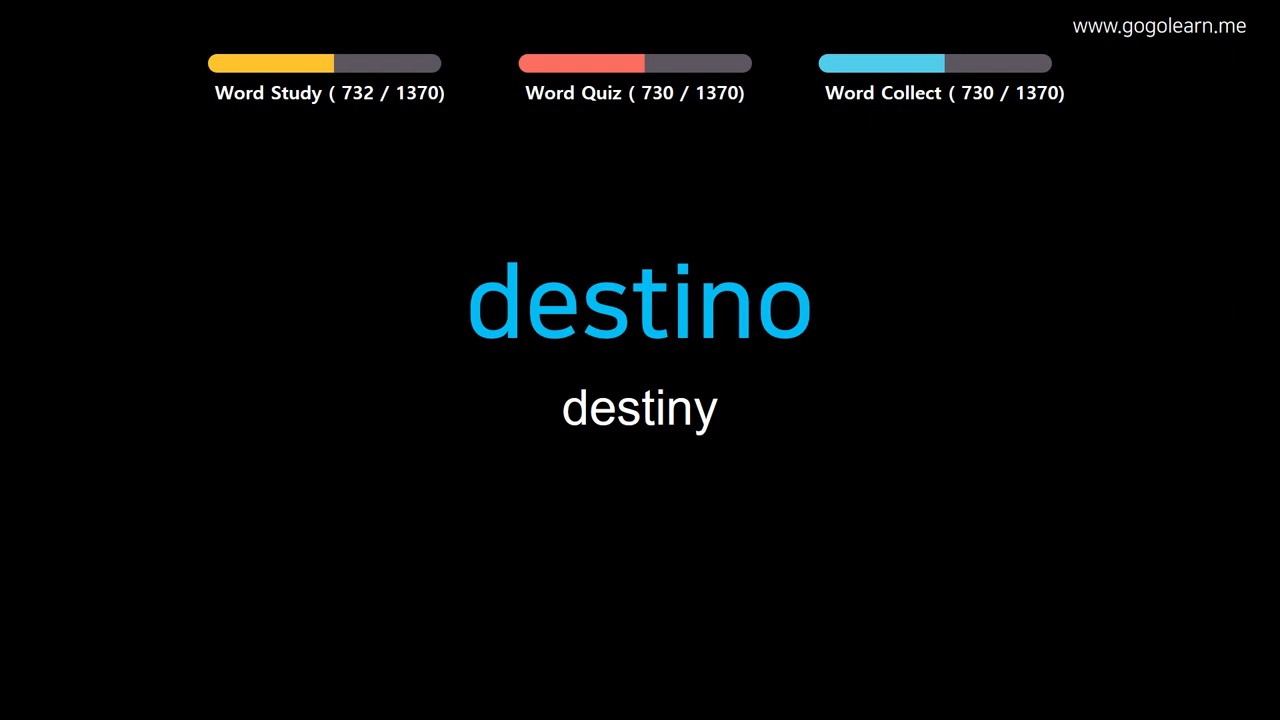 www.gogolearn.me
Word Study ( 732 / 1370)
Word Quiz ( 730 / 1370)
Word Collect ( 730 / 1370)
destino
destiny